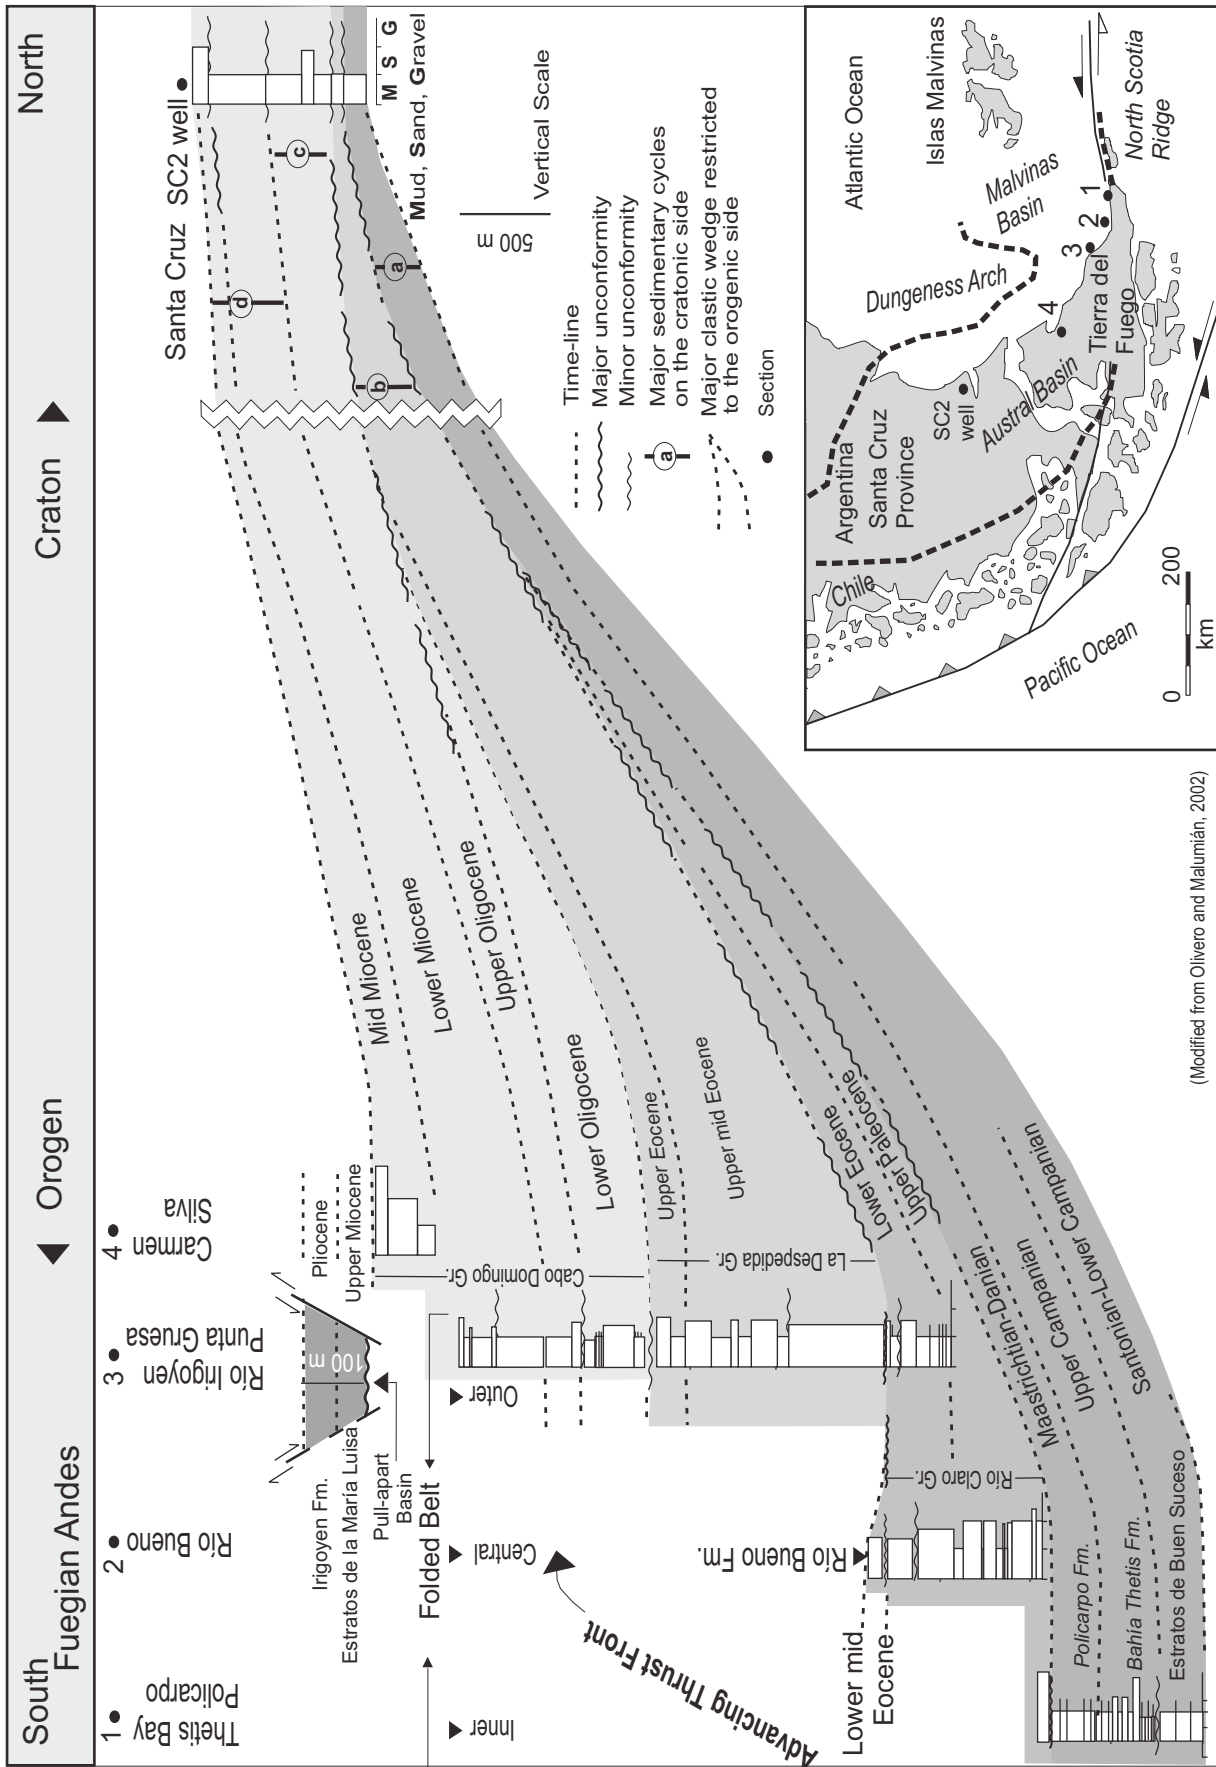 South
Fuegian Andes
Orogen
Craton
North
1
Thetis Bay
Policarpo
2
Río Bueno
3
Río Irigoyen
Punta Gruesa
4
Carmen
Silva
Santa Cruz SC2 well
Irigoyen Fm.
Estratos de la María Luisa
Pull-apart
Basin
100 m
Pliocene
Upper Miocene
Folded Belt
Inner
Central
Outer
Advancing Thrust Front
Cabo Domingo Gr.
La Despedida Gr.
Río Claro Gr.
Río Bueno Fm.
Lower mid
Eocene
Policarpo Fm.
Bahía Thetis Fm.
Estratos de Buen Suceso
Mid Miocene
Lower Miocene
Upper Oligocene
Lower Oligocene
Upper Eocene
Upper mid Eocene
Lower Eocene
Upper Paleocene
Maastrichtian-Danian
Upper Campanian
Santonian-Lower Campanian
a
b
c
d
M S G
Mud, Sand, Gravel
500 m
Vertical Scale
Time-line
Major unconformity
Minor unconformity
a
Major sedimentary cycles
on the cratonic side
Major clastic wedge restricted
to the orogenic side
Section
Argentina
Santa Cruz
Province
Chile
SC2
well
Austral Basin
Dungeness Arch
Atlantic Ocean
Islas Malvinas
Malvinas
Basin
4
3
2
1
Tierra del
Fuego
North Scotia
Ridge
Pacific Ocean
0
200
km
(Modified from Olivero and Malumián, 2002)